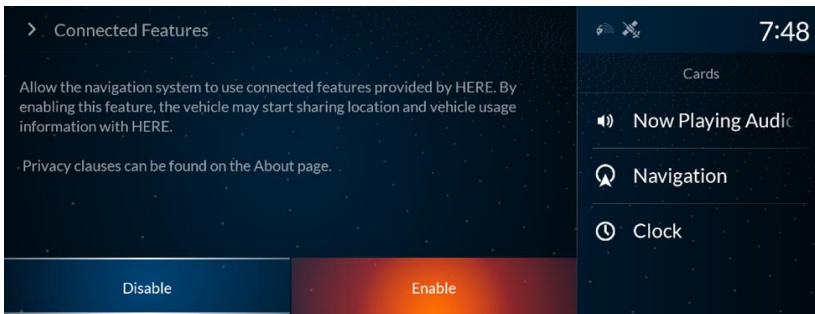 Connected Features
Allow the navigation system to use connected features provided by HERE. By
enabling this feature, the vehicle may start sharing location and vehicle usage
information with HERE.
Privacy clauses can be found on the About page.
Disable
Enable
7:48
Cards
Now Playing Audio
Navigation
Clock